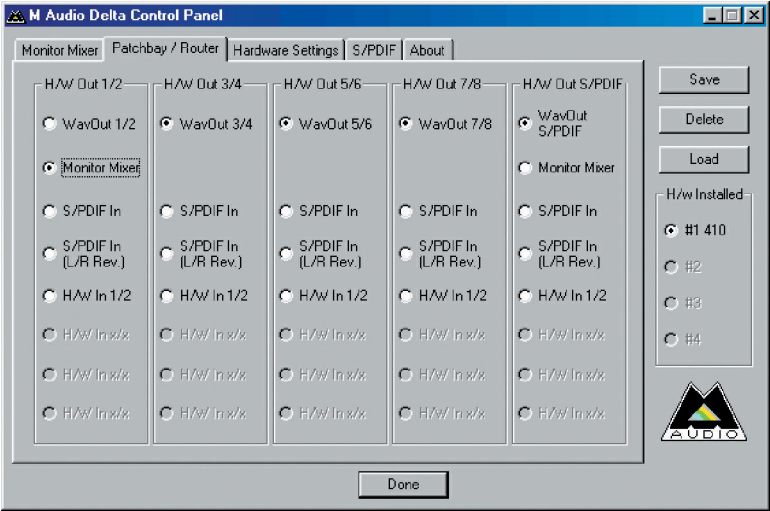 M Audio Delta Control Panel
Monitor Mixer Patchbay / Router Hardware Settings S/PDIF About
H/W Out 1/2 H/W Out 3/4 H/W Out 5/6 H/W Out 7/8 H/W Out S/PDIF
WavOut 1/2 WavOut 3/4 WavOut 5/6 WavOut 7/8 WavOut
S/PDIF
Monitor Mixer Monitor Mixer
S/PDIF In S/PDIF In S/PDIF In S/PDIF In S/PDIF In
S/PDIF In S/PDIF In S/PDIF In S/PDIF In S/PDIF In
(L/R Rev.) (L/R Rev.) (L/R Rev.) (L/R Rev.) (L/R Rev.)
H/W In 1/2 H/W In 1/2 H/W In 1/2 H/W In 1/2 H/W In 1/2
H/W In x/x H/W In x/x H/W In x/x H/W In x/x H/W In x/x
H/W In x/x H/W In x/x H/W In x/x H/W In x/x H/W In x/x
H/W In x/x H/W In x/x H/W In x/x H/W In x/x H/W In x/x
Save
Delete
Load
H/w Installed
#1 410
#2
#3
#4
M
AUDIO
Done